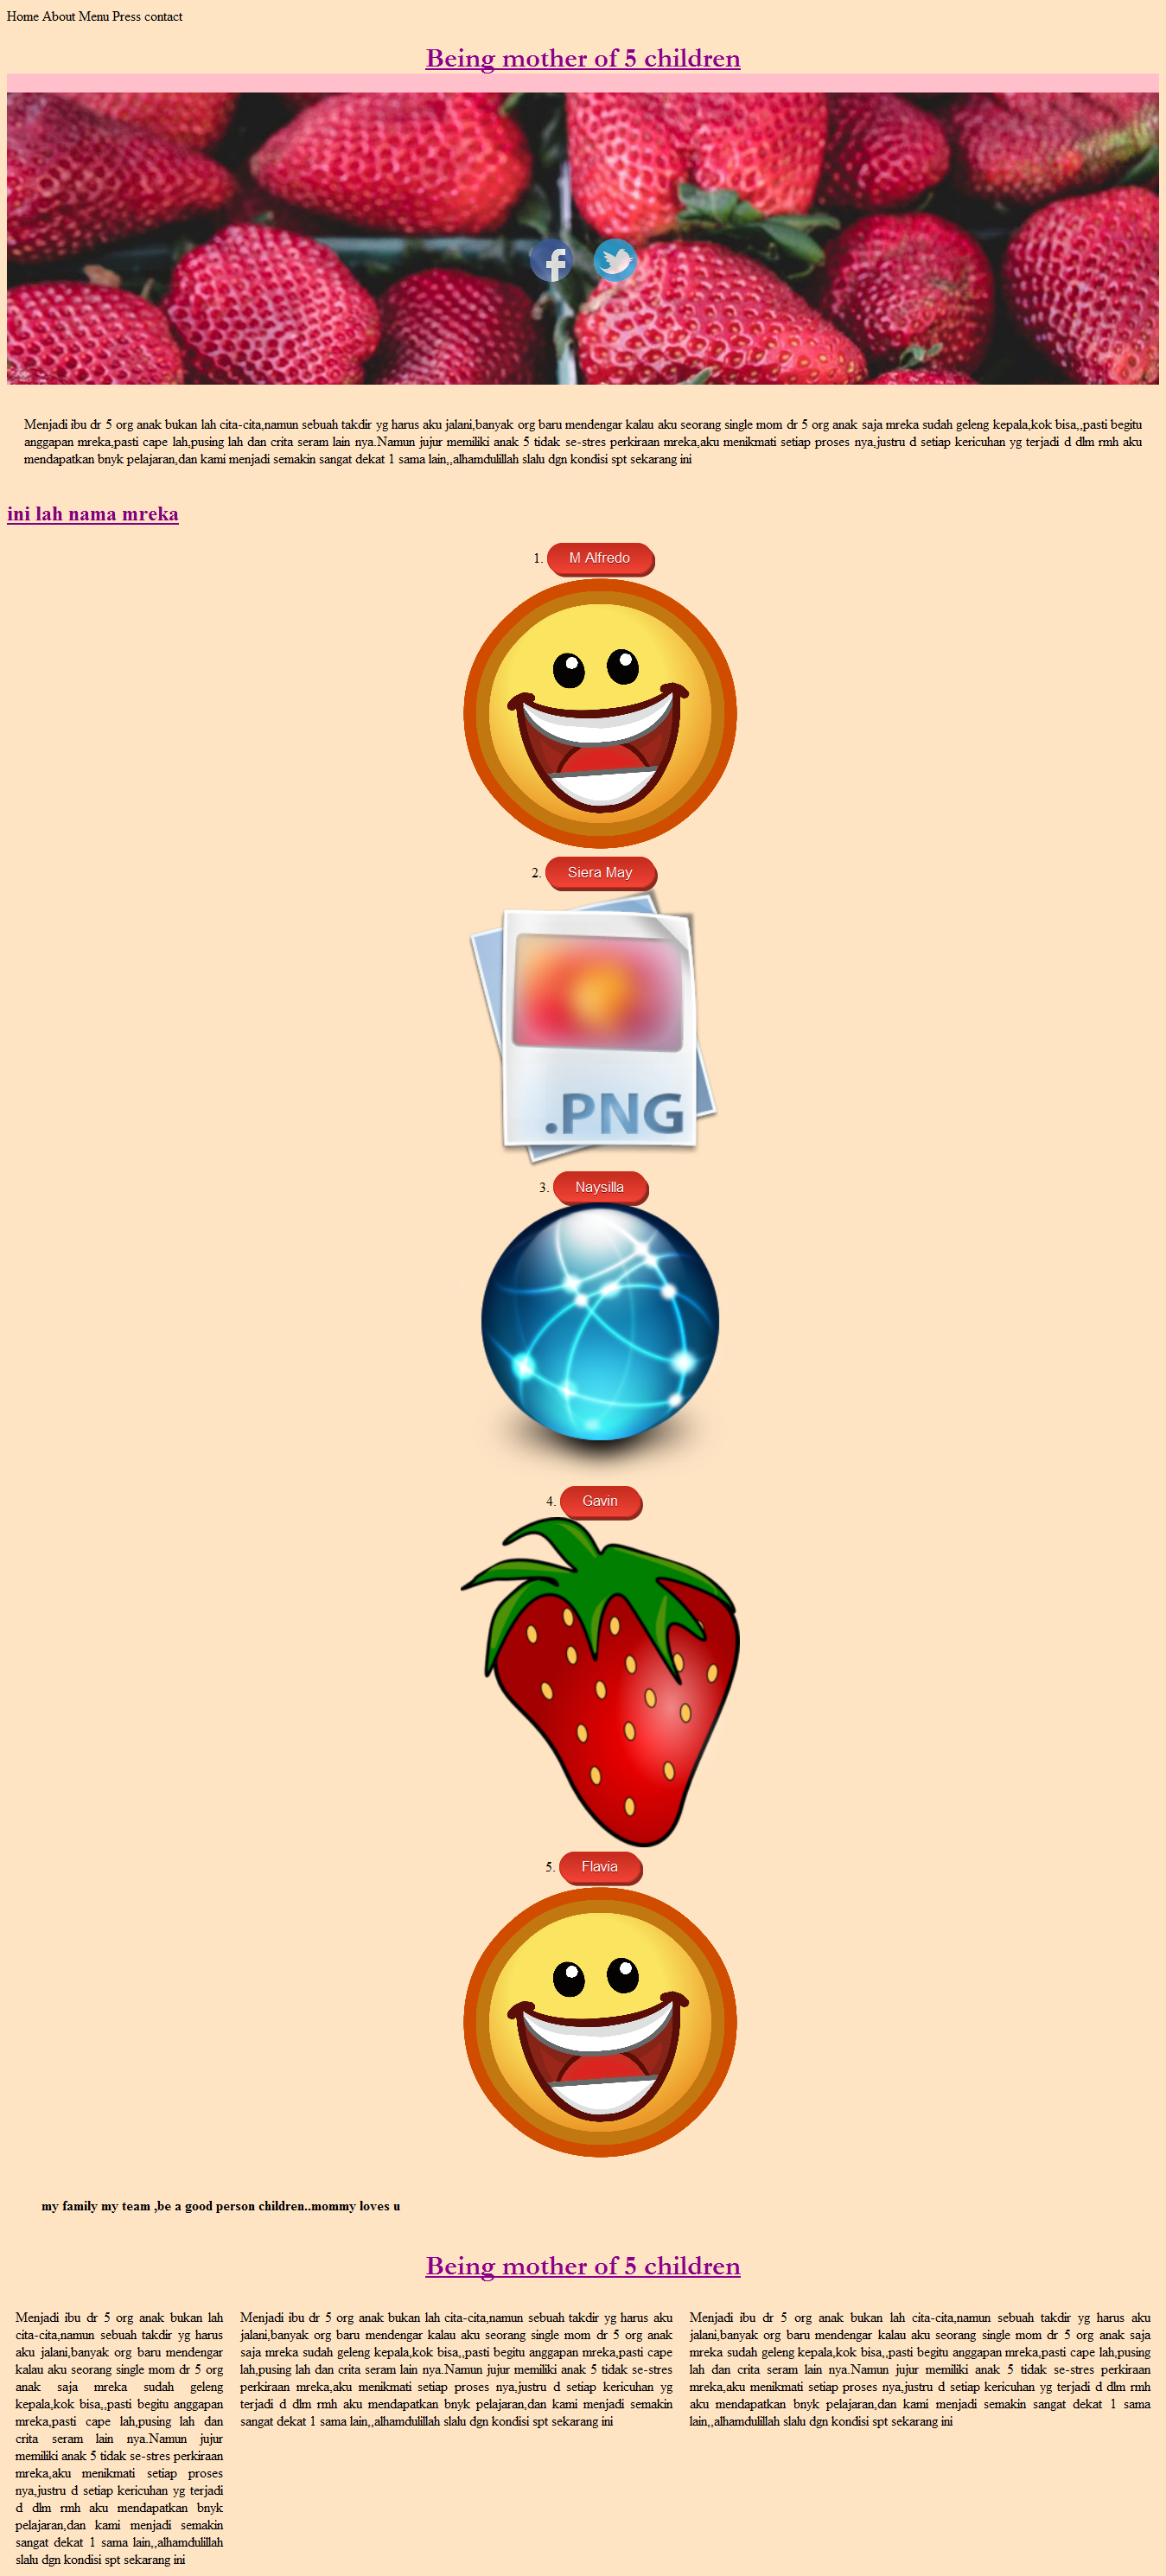 Home About Menu Press contact
Being mother of 5 children
Menjadi ibu dr 5 org anak bukan lah cita-cita,namun sebuah takdir yg harus aku jalani,banyak org baru mendengar kalau aku seorang single mom dr 5 org anak saja mreka sudah geleng kepala,kok bisa,,pasti begitu
anggapan mreka,pasti cape lah,pusing lah dan crita seram lain nya.Namun jujur memiliki anak 5 tidak se-stres perkiraan mreka,aku menikmati setiap proses nya,justru d setiap kericuhan yg terjadi d dlm rmh aku
mendapatkan bnyk pelajaran,dan kami menjadi semakin sangat dekat 1 sama lain,,alhamdulillah slalu dgn kondisi spt sekarang ini
ini lah nama mreka
1. M Alfredo
2. Siera May
.PNG
3. Naysilla
4. Gavin
5. Flavia
my family my team ,be a good person children..mommy loves u
Being mother of 5 children
Menjadi ibu dr 5 org anak bukan lah
cita-cita,namun sebuah takdir yg harus
aku jalani,banyak org baru mendengar
kalau aku seorang single mom dr 5 org
anak saja mreka sudah geleng
kepala,kok bisa,,pasti begitu anggapan
mreka,pasti cape lah,pusing lah dan
crita seram lain nya.Namun jujur
memiliki anak 5 tidak se-stres perkiraan
mreka,aku menikmati setiap proses
nya,justru d setiap kericuhan yg terjadi
d dlm rmh aku mendapatkan bnyk
pelajaran,dan kami menjadi semakin
sangat dekat 1 sama lain,,alhamdulillah
slalu dgn kondisi spt sekarang ini
Menjadi ibu dr 5 org anak bukan lah cita-cita,namun sebuah takdir yg harus aku
jalani,banyak org baru mendengar kalau aku seorang single mom dr 5 org anak
saja mreka sudah geleng kepala,kok bisa,,pasti begitu anggapan mreka,pasti cape
lah,pusing lah dan crita seram lain nya.Namun jujur memiliki anak 5 tidak se-stres
perkiraan mreka,aku menikmati setiap proses nya,justru d setiap kericuhan yg
terjadi d dlm rmh aku mendapatkan bnyk pelajaran,dan kami menjadi semakin
sangat dekat 1 sama lain,,alhamdulillah slalu dgn kondisi spt sekarang ini
Menjadi ibu dr 5 org anak bukan lah cita-cita,namun sebuah takdir yg harus aku
jalani,banyak org baru mendengar kalau aku seorang single mom dr 5 org anak saja
mreka sudah geleng kepala,kok bisa,,pasti begitu anggapan mreka,pasti cape lah,pusing
lah dan crita seram lain nya.Namun jujur memiliki anak 5 tidak se-stres perkiraan
mreka,aku menikmati setiap proses nya,justru d setiap kericuhan yg terjadi d dlm rmh
aku mendapatkan bnyk pelajaran,dan kami menjadi semakin sangat dekat 1 sama
lain,,alhamdulillah slalu dgn kondisi spt sekarang ini